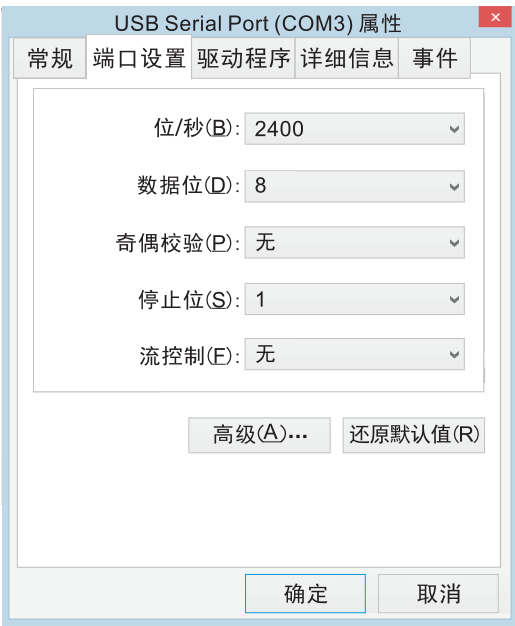 USB Serial Port (COM3) 属性
常规 端口设置 驱动程序 详细信息 事件
位/秒(B): 2400
数据位(D): 8
奇偶校验(P): 无
停止位(S): 1
流控制(F): 无
高级(A)... 还原默认值(R)
确定 取消